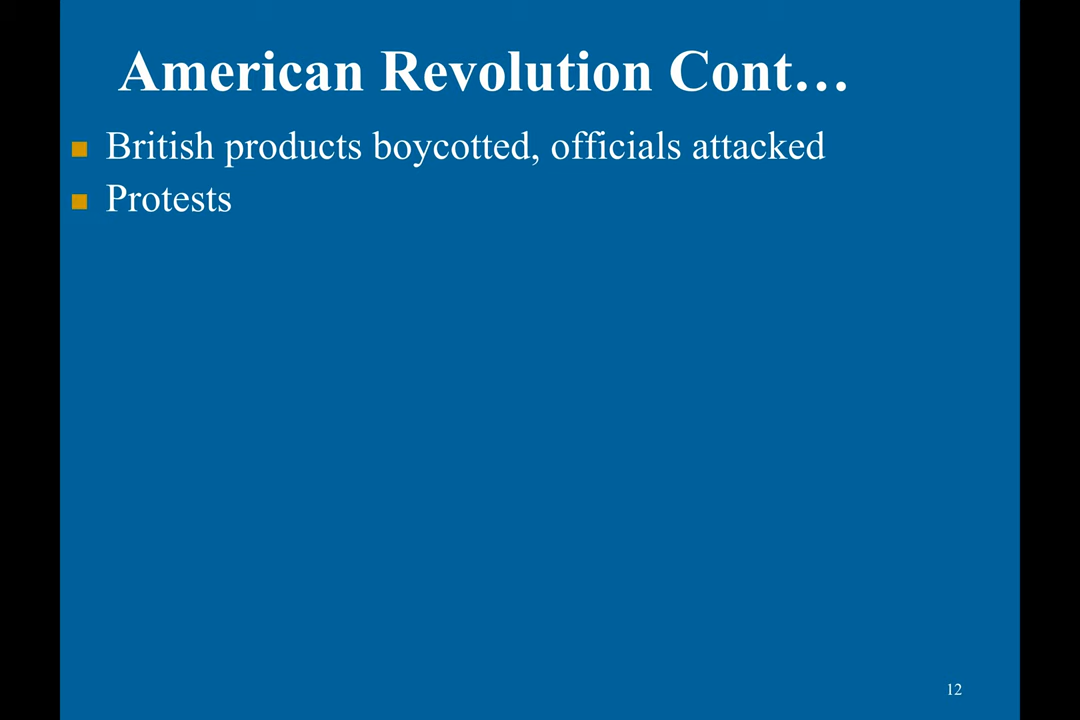 American Revolution Cont…
British products boycotted, officials attacked
Protests
12